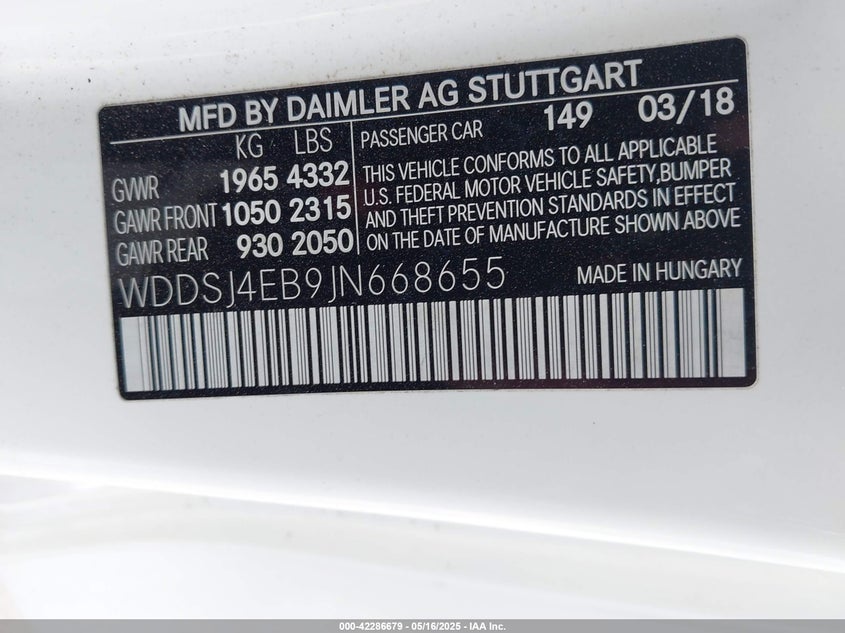 MFD BY DAIMLER AG STUTTGART
KG LBS
GVWR 1965 4332
GAWR FRONT 1050 2315
GAWR REAR 930 2050
PASSENGER CAR 149 03/18
THIS VEHICLE CONFORMS TO ALL APPLICABLE
U.S. FEDERAL MOTOR VEHICLE SAFETY,BUMPER
AND THEFT PREVENTION STANDARDS IN EFFECT
ON THE DATE OF MANUFACTURE SHOWN ABOVE
WDDSJ4EB9JN668655 MADE IN HUNGARY
000-42286679 - 05/16/2025 - IAA Inc.